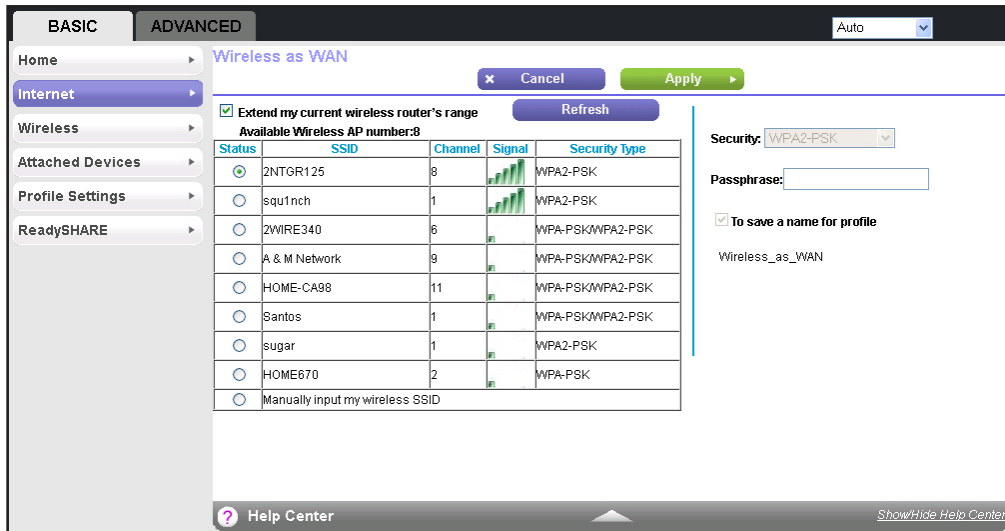 BASIC ADVANCED Auto
Home
Internet
Wireless
Attached Devices
Profile Settings
ReadySHARE
Wireless as WAN
Cancel Apply
Extend my current wireless router's range Refresh
Available Wireless AP number:8
Status SSID Channel Signal Security Type
2NTGR125 8 WPA2-PSK
squ1nch 1 WPA2-PSK
2WIRE340 6 WPA-PSK/WPA2-PSK
A & M Network 9 WPA-PSK/WPA2-PSK
HOME-CA98 11 WPA-PSK/WPA2-PSK
Santos 1 WPA-PSK/WPA2-PSK
sugar 1 WPA2-PSK
HOME670 2 WPA-PSK
Manually input my wireless SSID
Security: WPA2-PSK
Passphrase:
To save a name for profile
Wireless_as_WAN
? Help Center Show/Hide Help Center